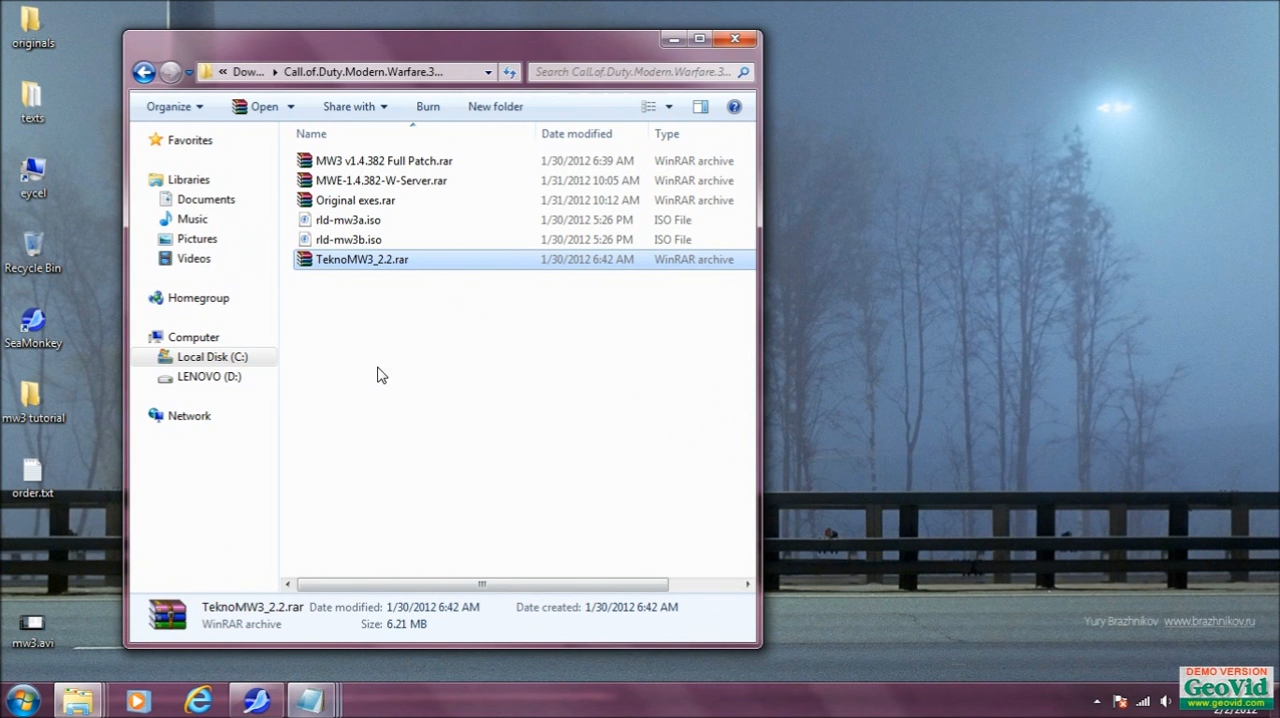 originals
texts
eycel
Recycle Bin
SeaMonkey
mw3 tutorial
order.txt
mw3.avi
« Dow... ▸ Call.of.Duty.Modern.Warfare.3...
Search Call.of.Duty.Modern.Warfare.3...
Organize Open Share with Burn New folder
Name Date modified Type
MW3 v1.4.382 Full Patch.rar 1/30/2012 6:39 AM WinRAR archive
MWE-1.4.382-W-Server.rar 1/31/2012 10:05 AM WinRAR archive
Original exes.rar 1/31/2012 10:12 AM WinRAR archive
rld-mw3a.iso 1/30/2012 5:26 PM ISO File
rld-mw3b.iso 1/30/2012 5:26 PM ISO File
TeknoMW3_2.2.rar 1/30/2012 6:42 AM WinRAR archive
Favorites
Libraries
Documents
Music
Pictures
Videos
Homegroup
Computer
Local Disk (C:)
LENOVO (D:)
Network
TeknoMW3_2.2.rar Date modified: 1/30/2012 6:42 AM Date created: 1/30/2012 6:42 AM
WinRAR archive Size: 6.21 MB
Yury Brazhnikov www.brazhnikov.ru
DEMO VERSION
GeoVid
www.geovid.com
2/2/2012